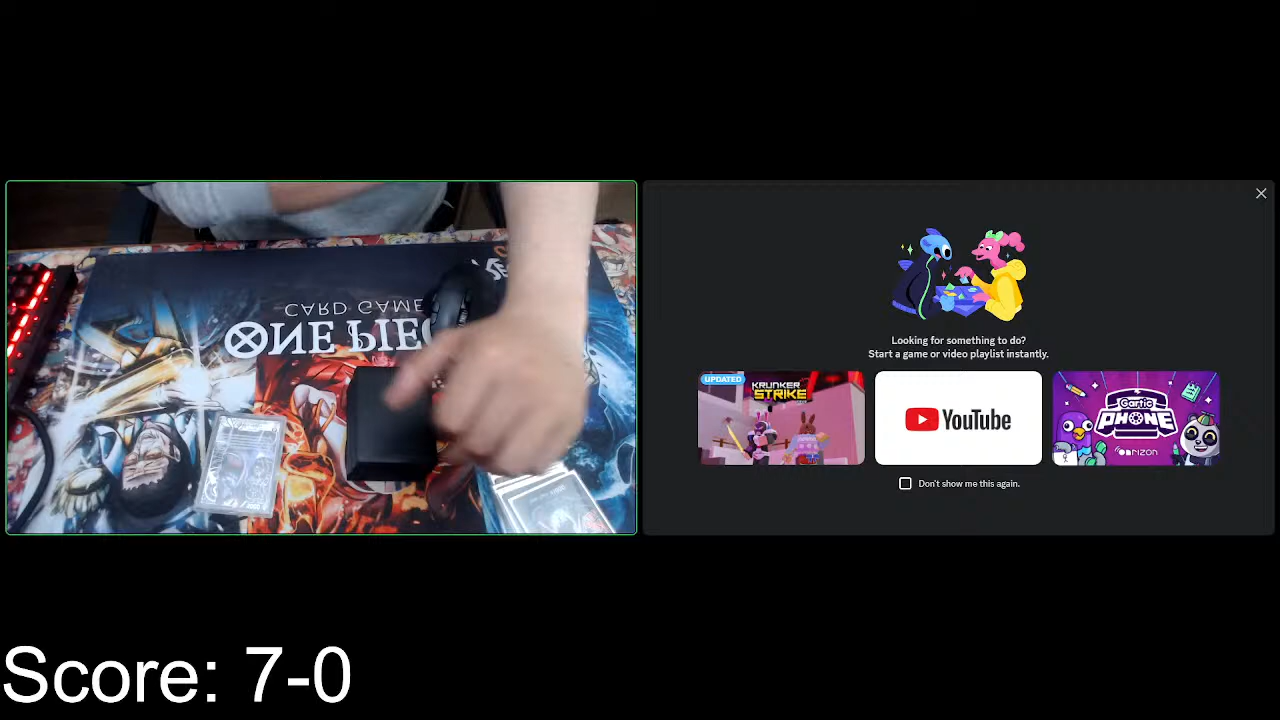 CARD GAME
ONE PIEC
Looking for something to do?
Start a game or video playlist instantly.
UPDATED
KRUNKER
STRIKE
YouTube
Gartic
PHONE
ONRIZON
Don't show me this again.
Score: 7-0